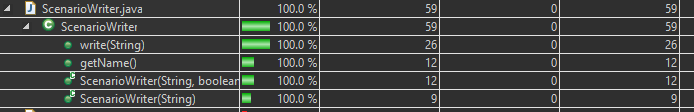 ScenarioWriter.java 100.0 % 59 0 59
ScenarioWriter 100.0 % 59 0 59
write(String) 100.0 % 26 0 26
getName() 100.0 % 12 0 12
ScenarioWriter(String, boolean 100.0 % 12 0 12
ScenarioWriter(String) 100.0 % 9 0 9